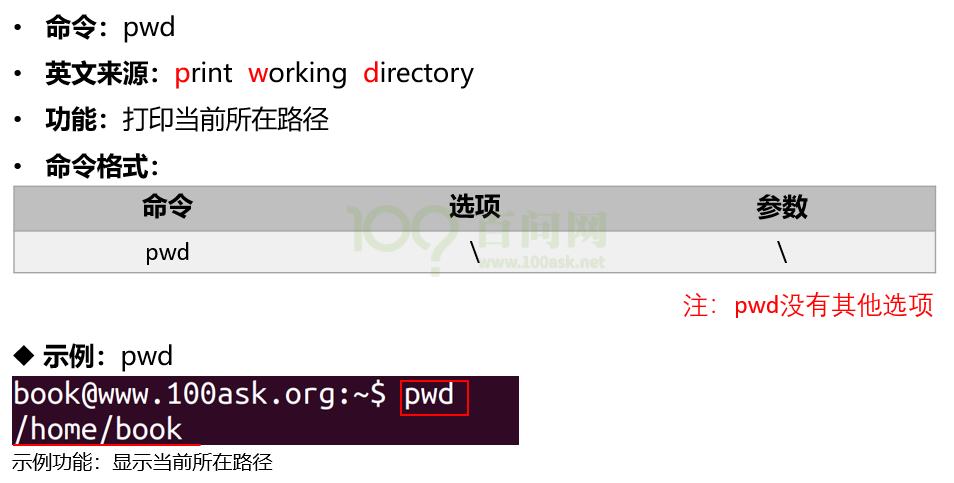 • 命令：pwd
• 英文来源：print working directory
• 功能：打印当前所在路径
• 命令格式：
命令 选项 参数
pwd \ \
100 百问网
www.100ask.net
注：pwd没有其他选项
◆ 示例：pwd
book@www.100ask.org:~$ pwd
/home/book
示例功能：显示当前所在路径